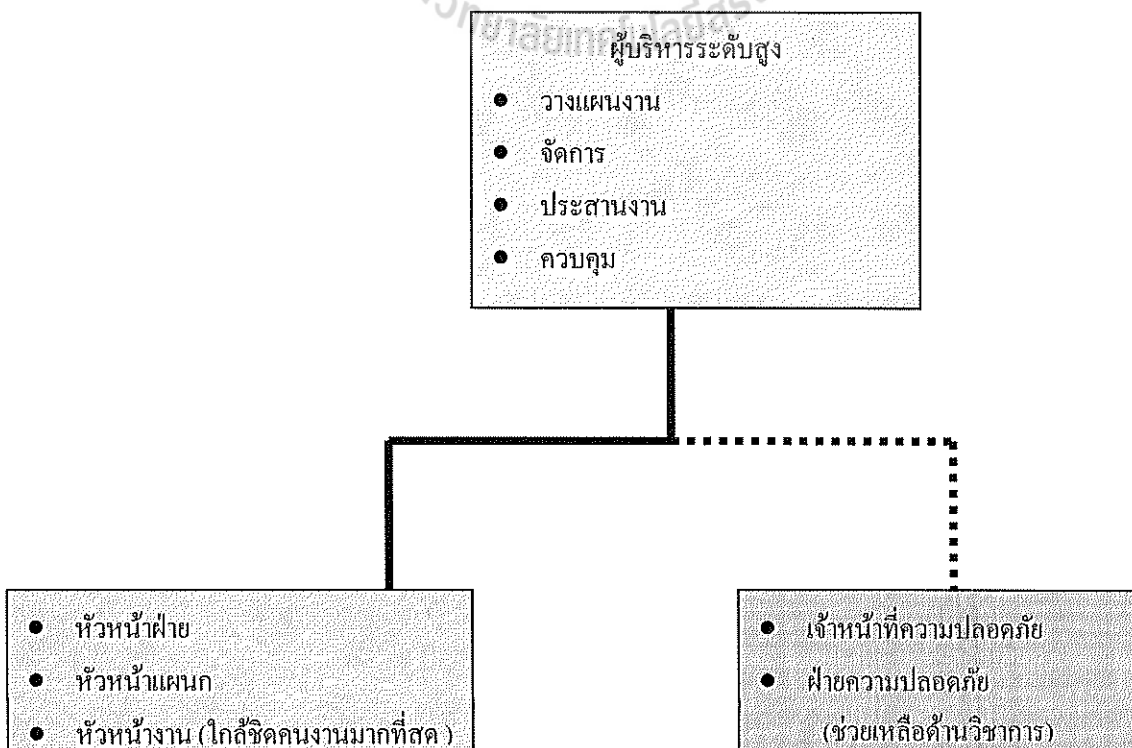 ผู้บริหารระดับสูง
● วางแผนงาน
● จัดการ
● ประสานงาน
● ควบคุม
● หัวหน้าฝ่าย
● หัวหน้าแผนก
● หัวหน้างาน (ใกล้ชิดคนงานมากที่สุด )
● เจ้าหน้าที่ความปลอดภัย
● ฝ่ายความปลอดภัย
(ช่วยเหลือด้านวิชาการ)